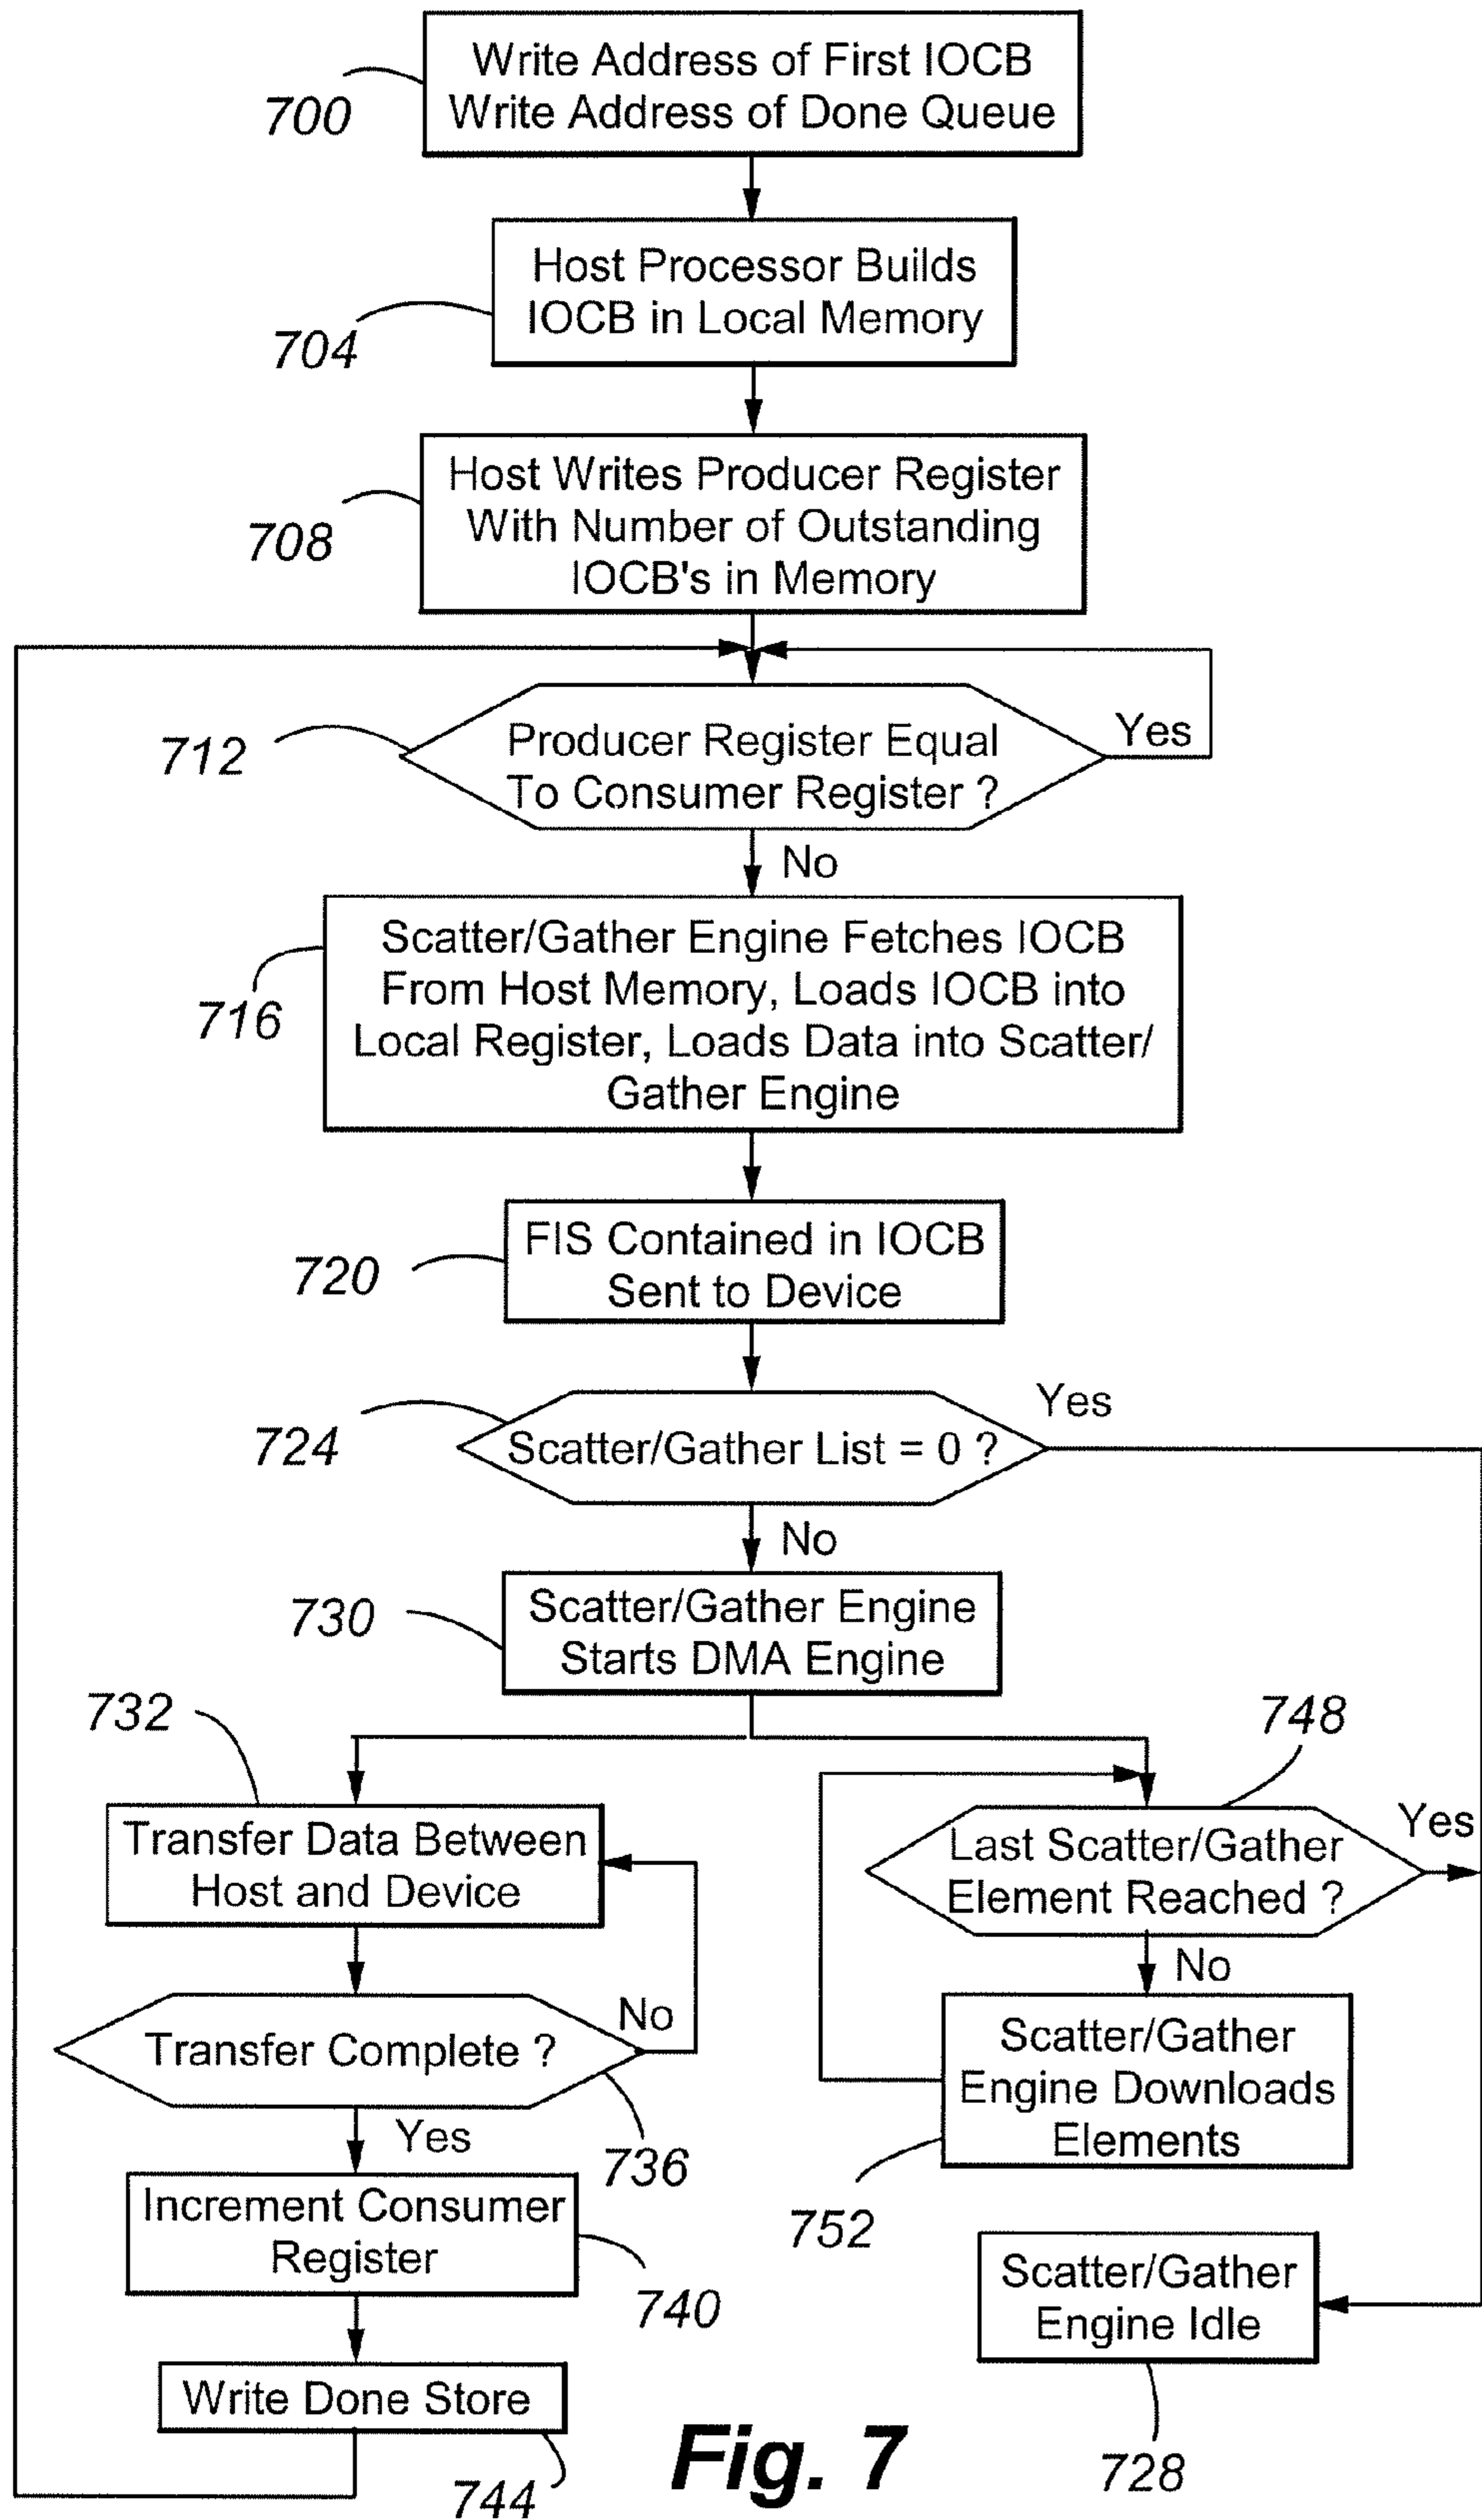 Write Address of First IOCB
Write Address of Done Queue
700
Host Processor Builds
IOCB in Local Memory
704
Host Writes Producer Register
With Number of Outstanding
IOCB's in Memory
708
Producer Register Equal
To Consumer Register ?
Yes
712
No
Scatter/Gather Engine Fetches IOCB
From Host Memory, Loads IOCB into
Local Register, Loads Data into Scatter/
Gather Engine
716
FIS Contained in IOCB
Sent to Device
720
Yes
724
Scatter/Gather List = 0 ?
No
Scatter/Gather Engine
Starts DMA Engine
730
732
748
Transfer Data Between
Host and Device
Last Scatter/Gather
Element Reached ?
Yes
No
Transfer Complete ?
No
736
Yes
Scatter/Gather
Engine Downloads
Elements
752
Increment Consumer
Register
740
Scatter/Gather
Engine Idle
728
Write Done Store
744
Fig. 7